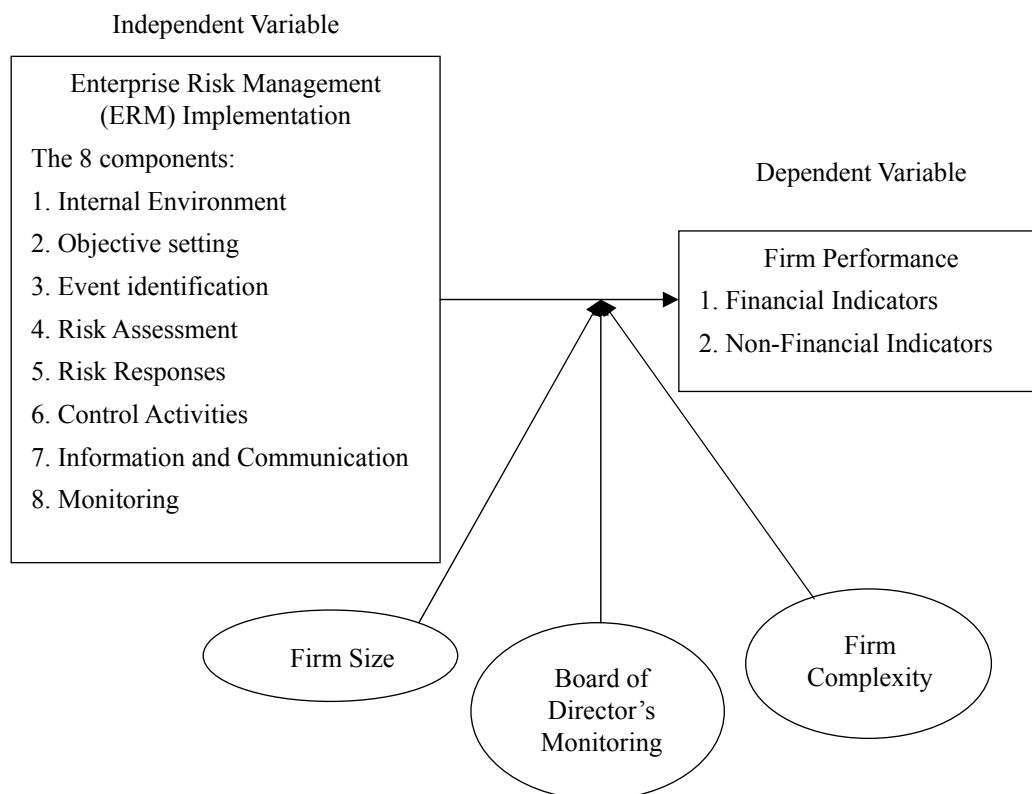 Independent Variable
Enterprise Risk Management
(ERM) Implementation
The 8 components:
1. Internal Environment
2. Objective setting
3. Event identification
4. Risk Assessment
5. Risk Responses
6. Control Activities
7. Information and Communication
8. Monitoring
Dependent Variable
Firm Performance
1. Financial Indicators
2. Non-Financial Indicators
Firm Size
Board of
Director’s
Monitoring
Firm
Complexity